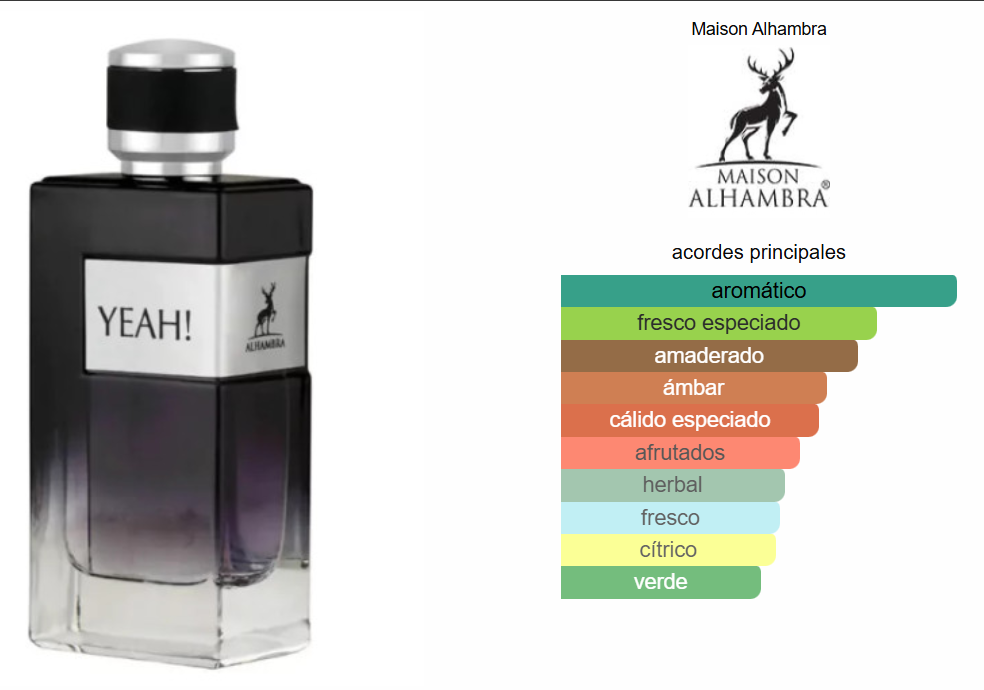 YEAH!
ALHAMBRA
Maison Alhambra
MAISON
ALHAMBRA®
acordes principales
aromático
fresco especiado
amaderado
ámbar
cálido especiado
afrutados
herbal
fresco
cítrico
verde